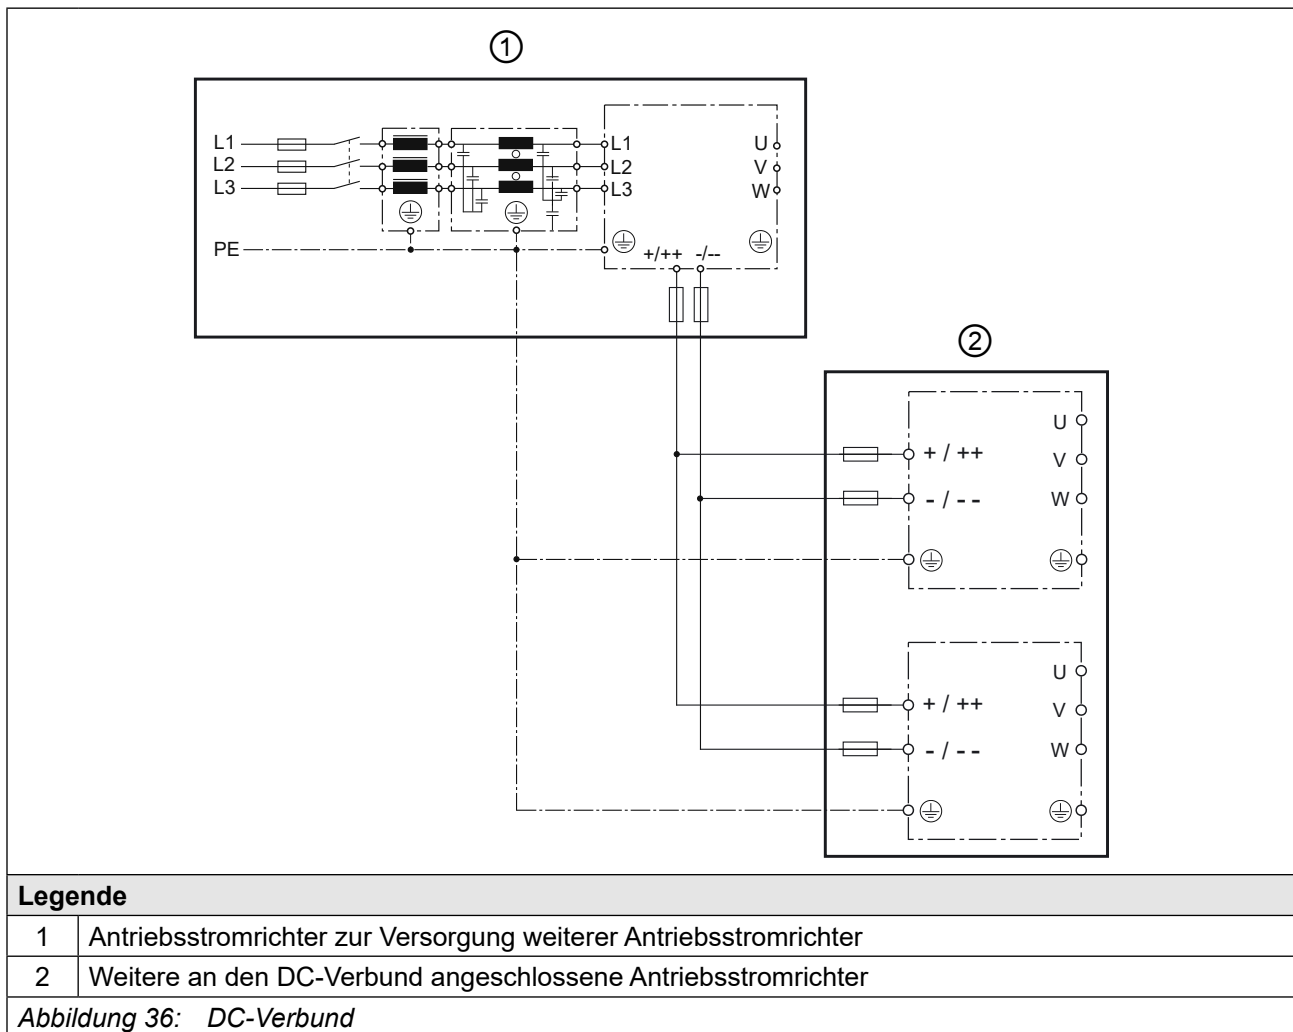 ①
L1
L2
L3
PE
L1
L2
L3
U
V
W
+/++ -/--
②
U
+ / ++
V
- / - -
W
U
+ / ++
V
- / - -
W
Legende
1 Antriebsstromrichter zur Versorgung weiterer Antriebsstromrichter
2 Weitere an den DC-Verbund angeschlossene Antriebsstromrichter
Abbildung 36: DC-Verbund